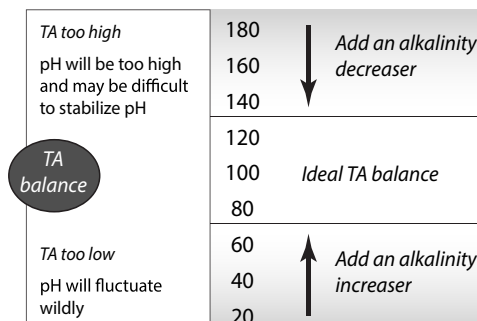 TA too high
pH will be too high
and may be difficult
to stabilize pH
TA
balance
TA too low
pH will fluctuate
wildly
180
160
140
120
100
80
60
40
20
Add an alkalinity
decreaser
Ideal TA balance
Add an alkalinity
increaser